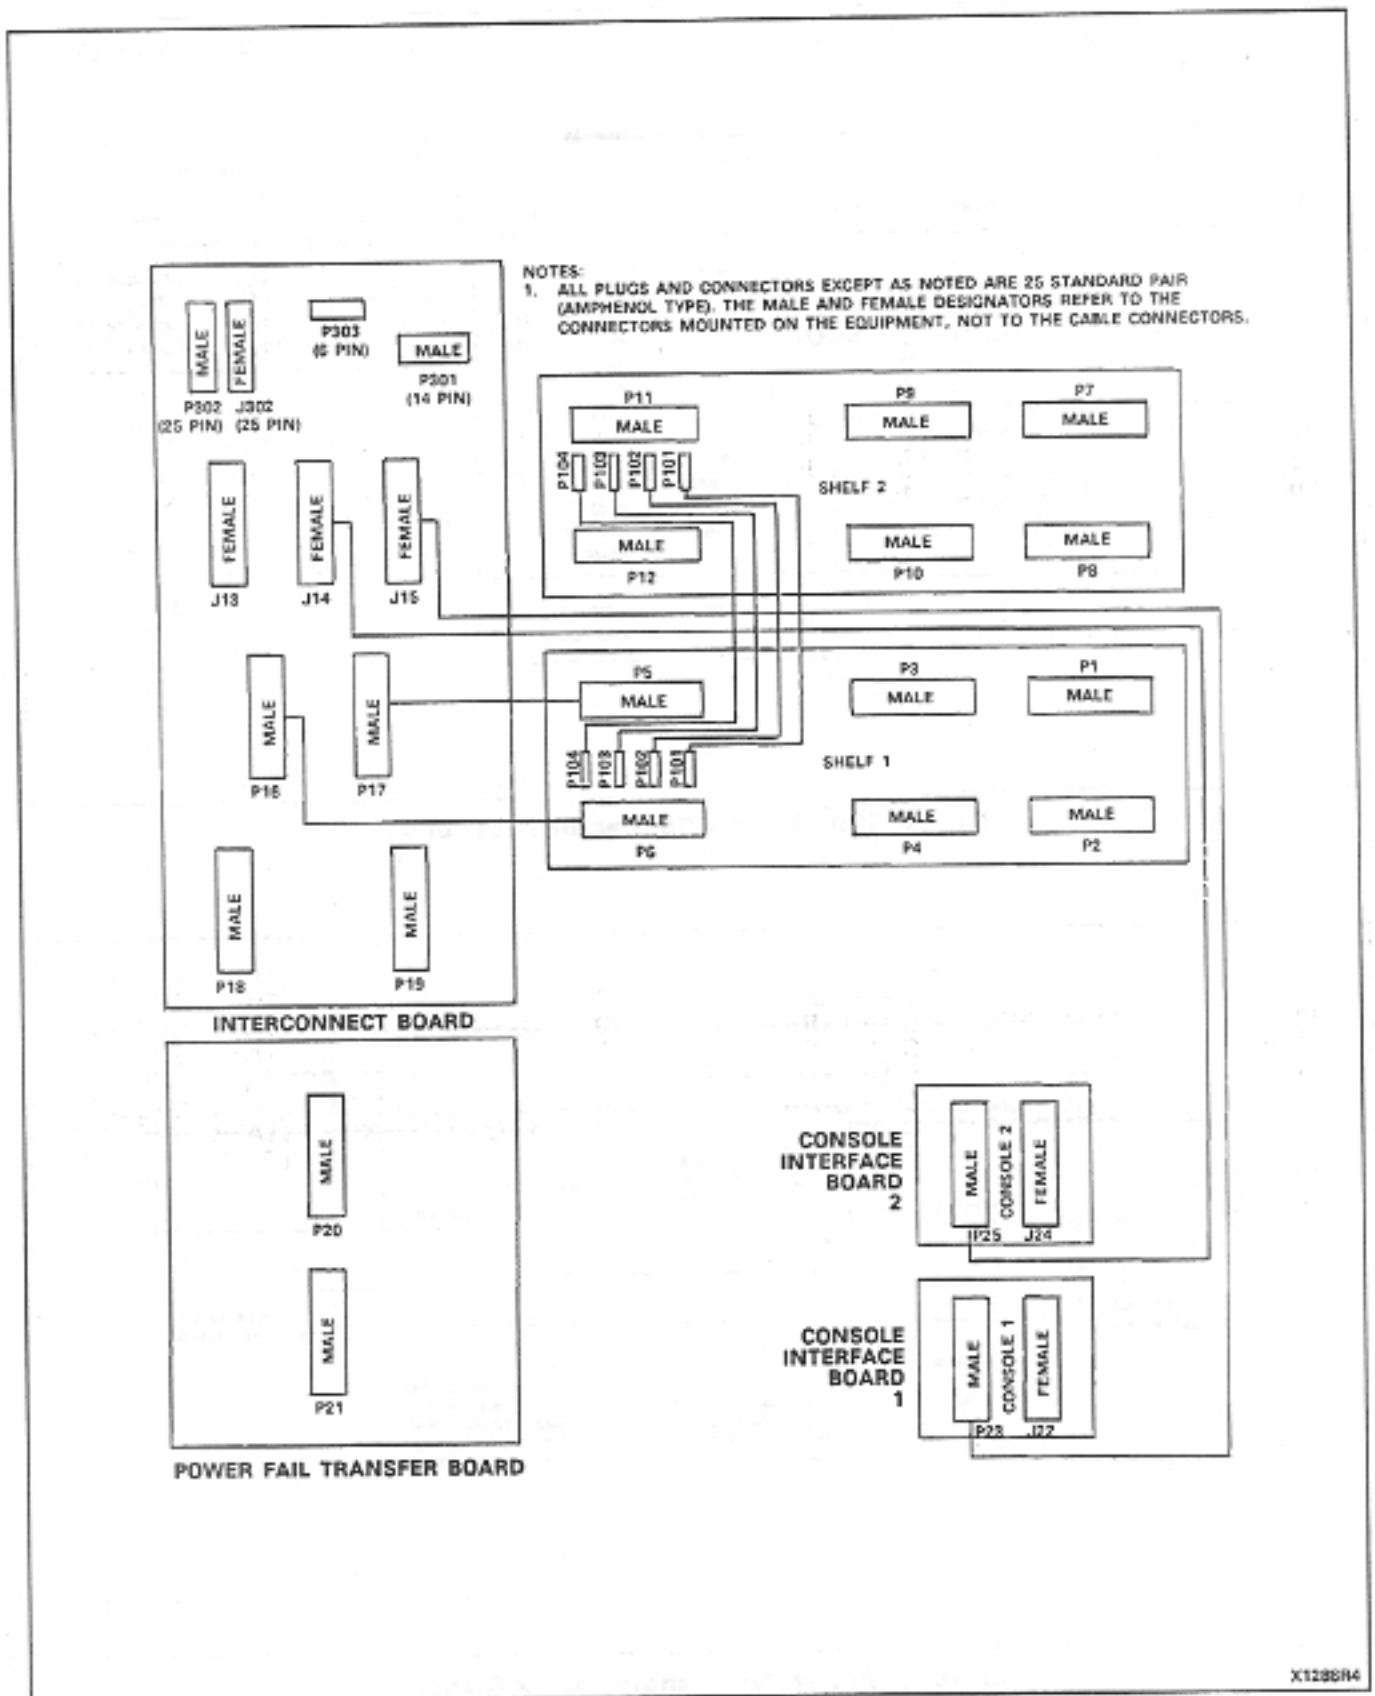 NOTES:
1. ALL PLUGS AND CONNECTORS EXCEPT AS NOTED ARE 25 STANDARD PAIR
(AMPHENOL TYPE). THE MALE AND FEMALE DESIGNATORS REFER TO THE
CONNECTORS MOUNTED ON THE EQUIPMENT, NOT TO THE CABLE CONNECTORS.
MALE
FEMALE
P302
(25 PIN)
J302
(25 PIN)
P303
(6 PIN)
MALE
P301
(14 PIN)
FEMALE
J13
FEMALE
J14
FEMALE
J15
MALE
P16
MALE
P17
MALE
P18
MALE
P19
INTERCONNECT BOARD
P11
MALE
P9
MALE
P7
MALE
P104
P103
P102
P101
SHELF 2
MALE
P12
MALE
P10
MALE
P8
P5
MALE
P3
MALE
P1
MALE
P104
P103
P102
P101
SHELF 1
MALE
P6
MALE
P4
MALE
P2
MALE
P20
MALE
P21
POWER FAIL TRANSFER BOARD
CONSOLE
INTERFACE
BOARD
2
MALE
CONSOLE 2
FEMALE
P25
J24
CONSOLE
INTERFACE
BOARD
1
MALE
CONSOLE 1
FEMALE
P23
J22
X1286R4